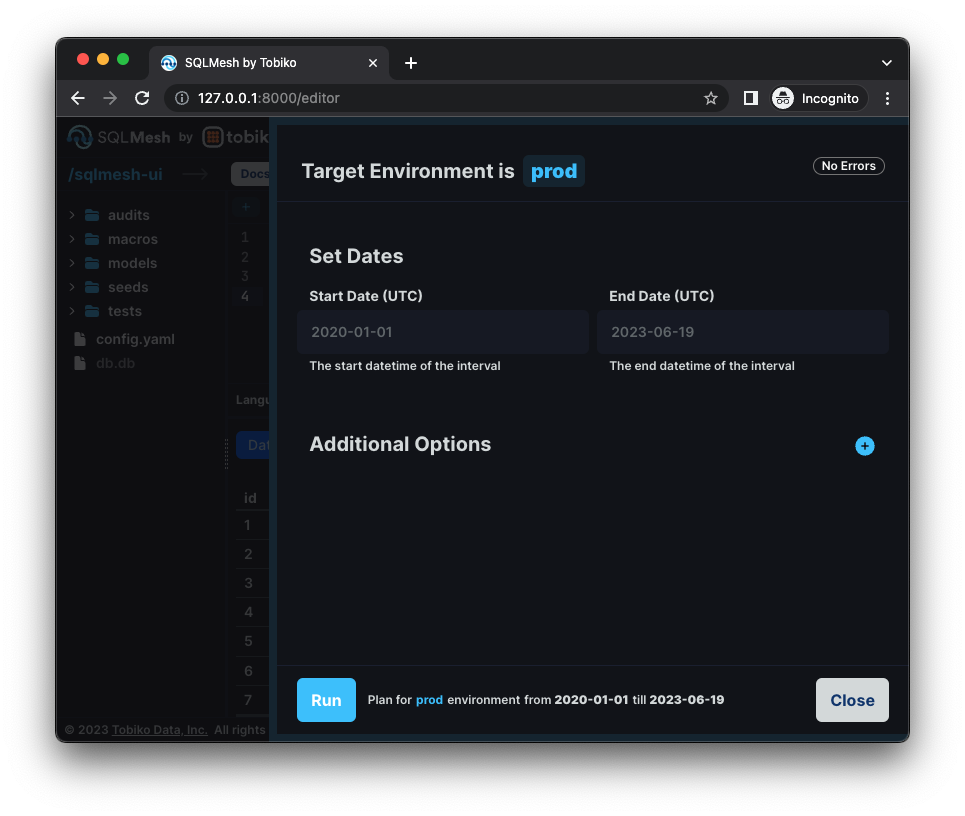 SQLMesh by Tobiko
127.0.0.1:8000/editor
Incognito
SQLMesh by tobik
/sqlmesh-ui
Docs
audits
macros
models
seeds
tests
config.yaml
db.db
1
2
3
4
Langu
Dat
id
1
2
3
4
5
6
7
© 2023 Tobiko Data, Inc. All rights
Target Environment is prod
No Errors
Set Dates
Start Date (UTC)
End Date (UTC)
2020-01-01
2023-06-19
The start datetime of the interval
The end datetime of the interval
Additional Options
Run
Plan for prod environment from 2020-01-01 till 2023-06-19
Close